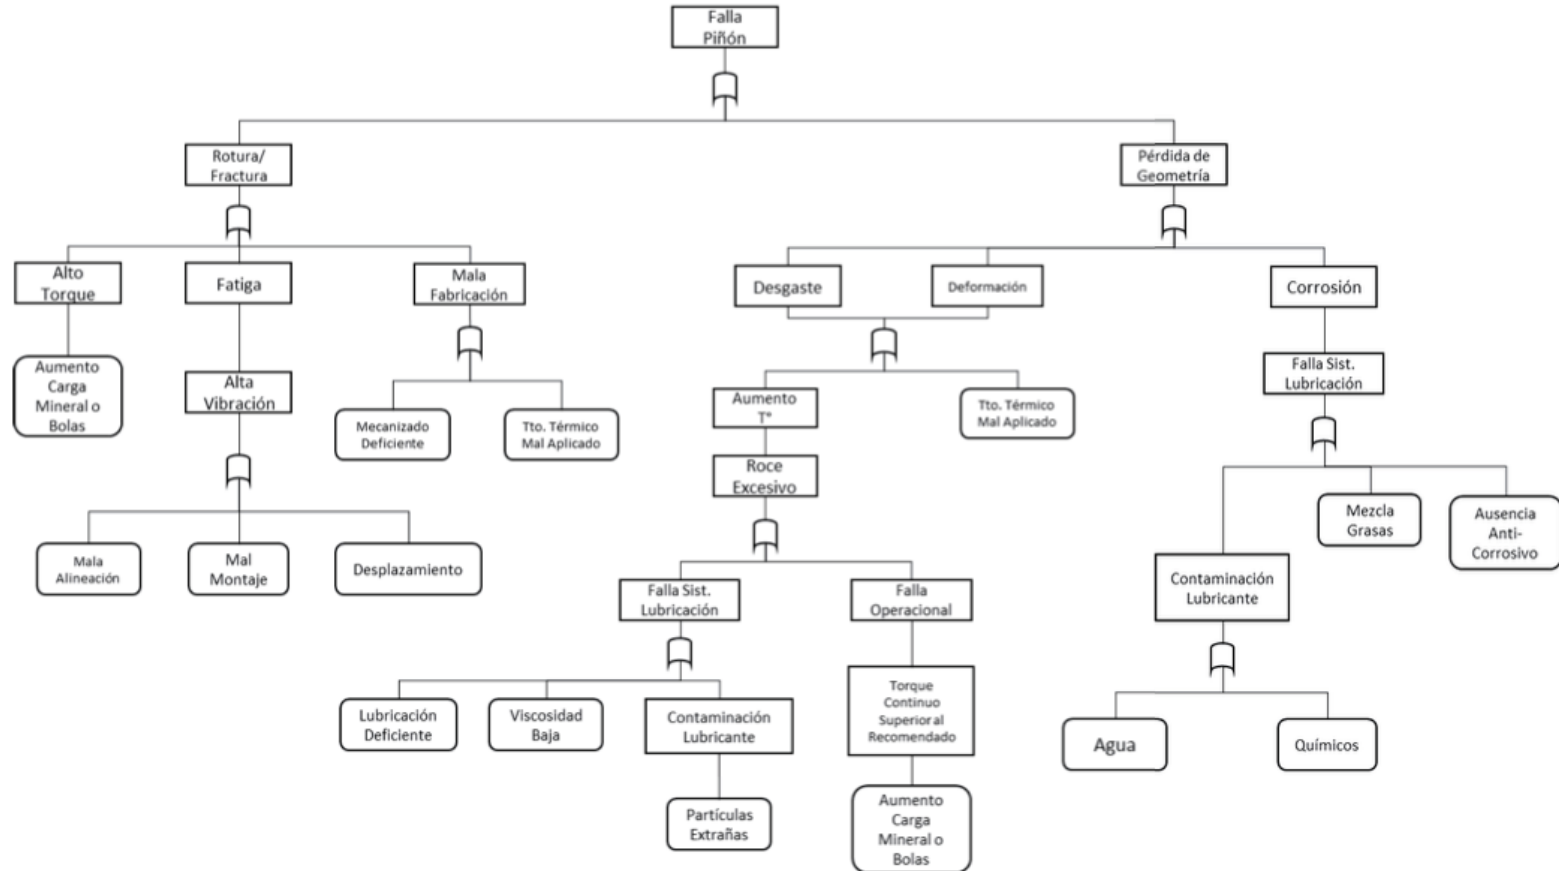 Falla
Piñón
Rotura/
Fractura
Pérdida de
Geometría
Alto
Torque
Fatiga
Mala
Fabricación
Desgaste
Deformación
Corrosión
Aumento
Carga
Mineral o
Bolas
Alta
Vibración
Mecanizado
Deficiente
Tto. Térmico
Mal Aplicado
Aumento
T°
Tto. Térmico
Mal Aplicado
Falla Sist.
Lubricación
Roce
Excesivo
Mala
Alineación
Mal
Montaje
Desplazamiento
Mezcla
Grasas
Ausencia
Anti-
Corrosivo
Falla Sist.
Lubricación
Falla
Operacional
Contaminación
Lubricante
Lubricación
Deficiente
Viscosidad
Baja
Contaminación
Lubricante
Torque
Continuo
Superior al
Recomendado
Agua
Químicos
Partículas
Extrañas
Aumento
Carga
Mineral o
Bolas